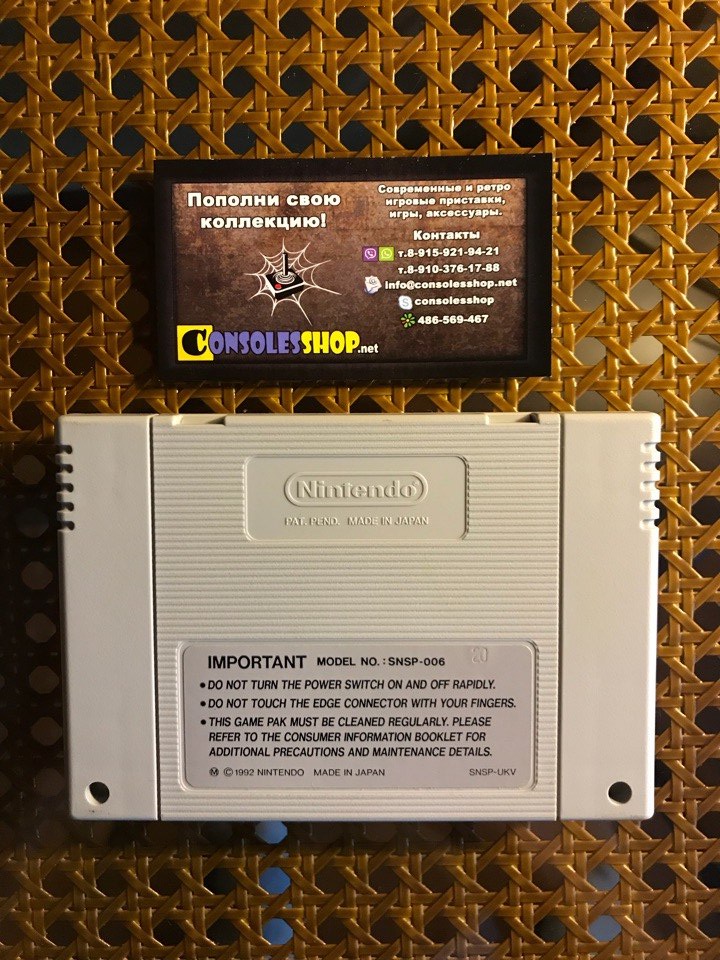 Пополни свою
коллекцию!
CONSOLESSHOP.net
Современные и ретро
игровые приставки,
игры, аксессуары.
Контакты
т.8-915-921-94-21
т.8-910-376-17-88
info@consolesshop.net
consolesshop
486-569-467
Nintendo
PAT. PEND. MADE IN JAPAN
IMPORTANT MODEL NO.: SNSP-006 20
• DO NOT TURN THE POWER SWITCH ON AND OFF RAPIDLY.
• DO NOT TOUCH THE EDGE CONNECTOR WITH YOUR FINGERS.
• THIS GAME PAK MUST BE CLEANED REGULARLY. PLEASE
REFER TO THE CONSUMER INFORMATION BOOKLET FOR
ADDITIONAL PRECAUTIONS AND MAINTENANCE DETAILS.
Ⓜ © 1992 NINTENDO MADE IN JAPAN SNSP-UKV